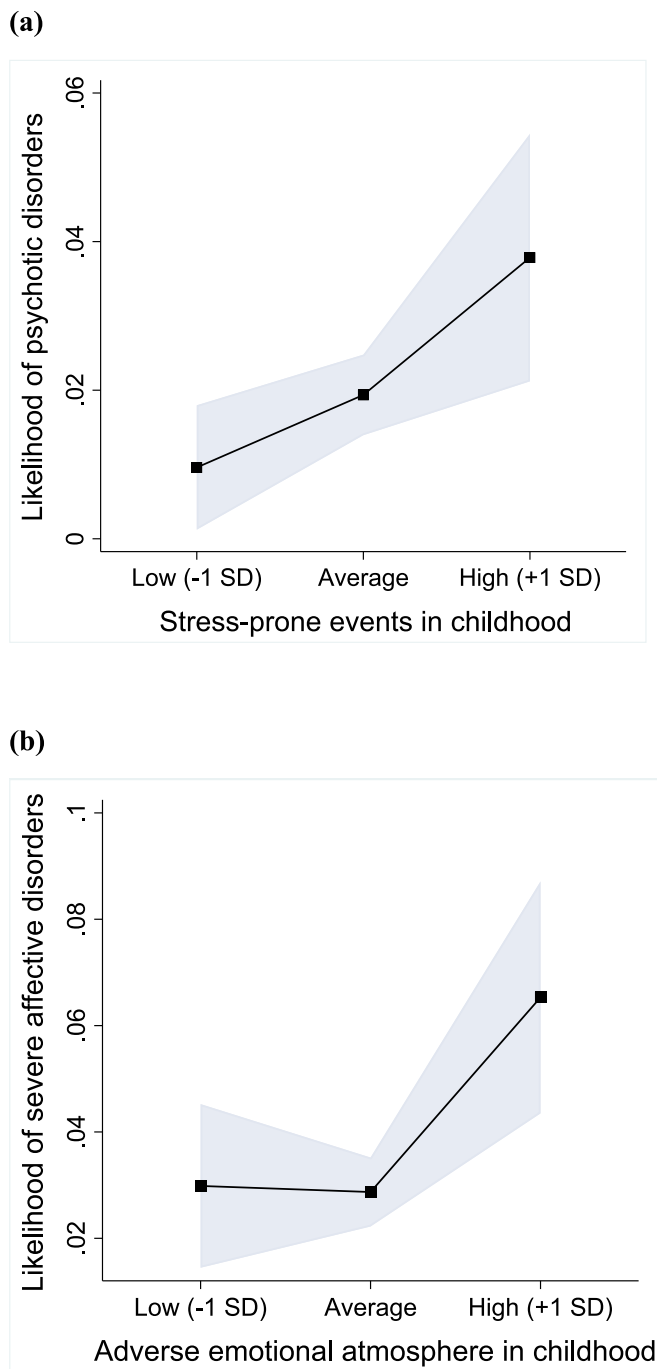 (a)
Likelihood of psychotic disorders
.06
.04
.02
0
Low (-1 SD) Average High (+1 SD)
Stress-prone events in childhood
(b)
Likelihood of severe affective disorders
.1
.08
.06
.04
.02
Low (-1 SD) Average High (+1 SD)
Adverse emotional atmosphere in childhood